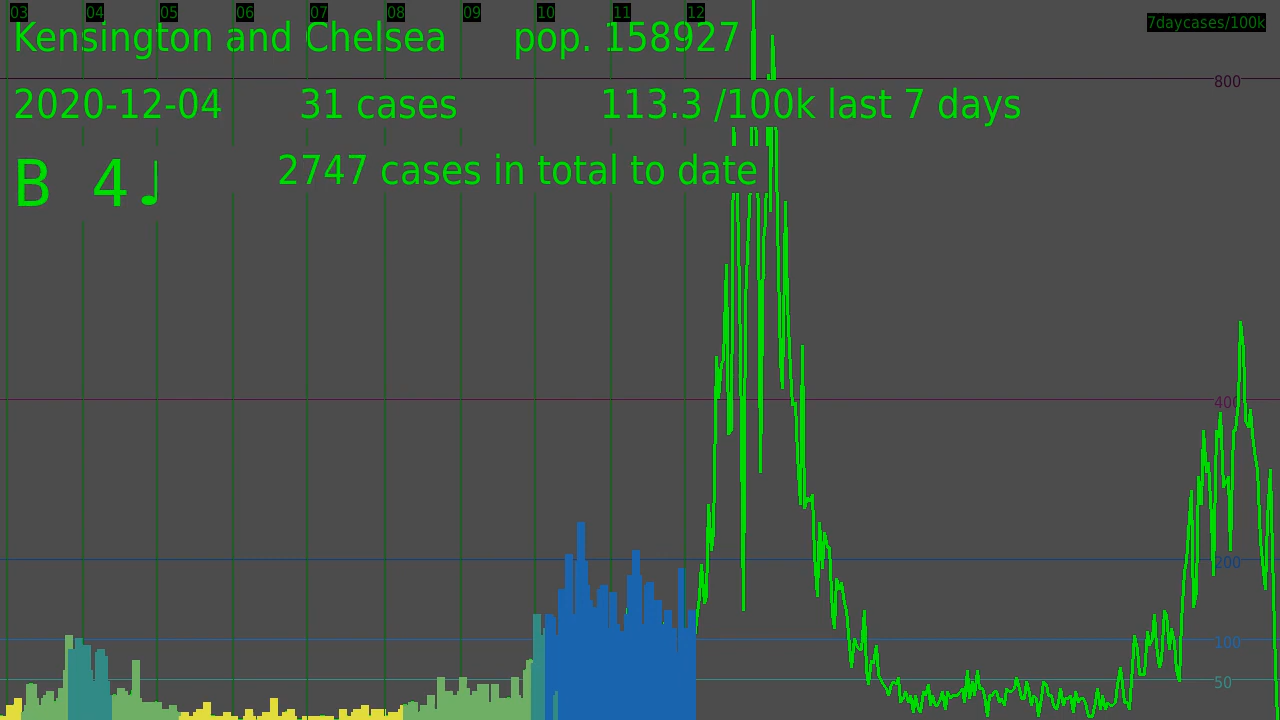 03 04 05 06 07 08 09 10 11 12
7daycases/100k
Kensington and Chelsea pop. 158927
800
2020-12-04 31 cases 113.3 /100k last 7 days
B 4♩ 2747 cases in total to date
400
200
100
50